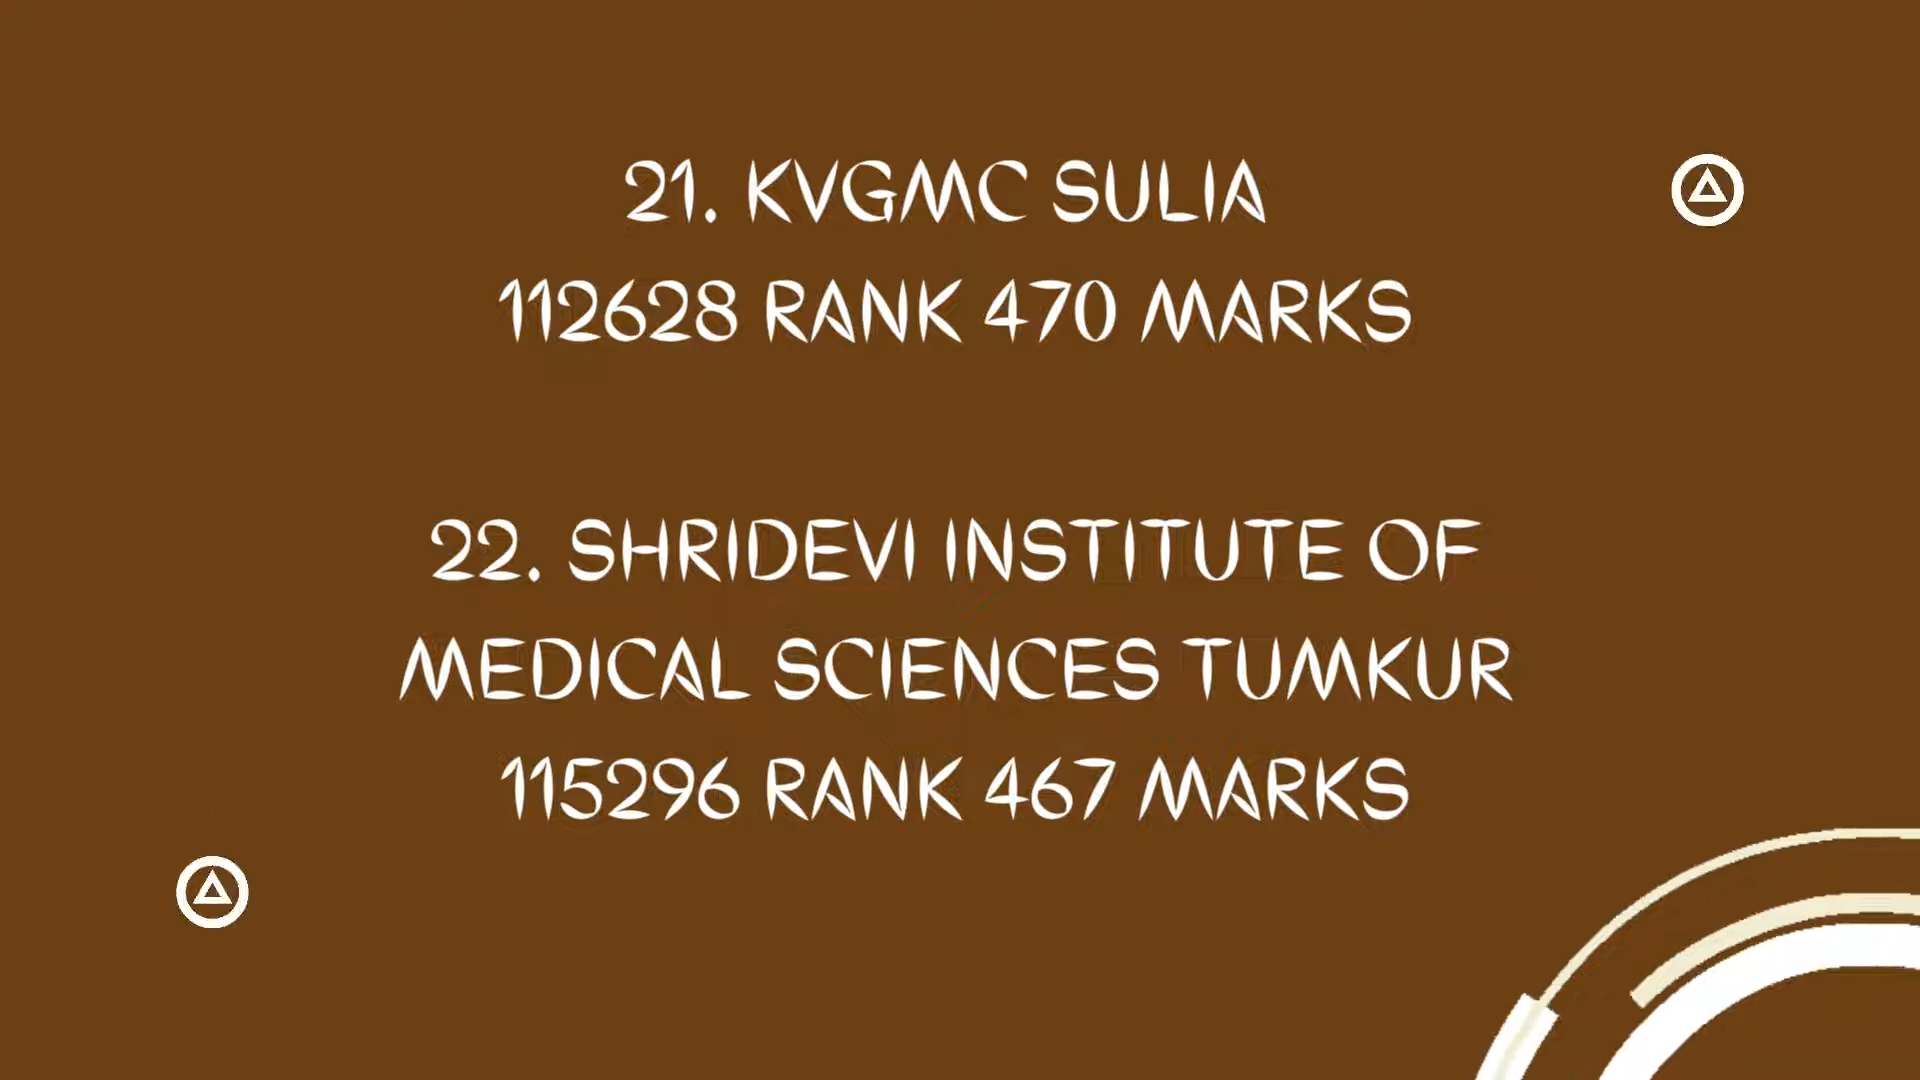 21. KVGMC SULIA
112628 RANK 470 MARKS
22. SHRIDEVI INSTITUTE OF
MEDICAL SCIENCES TUMKUR
115296 RANK 467 MARKS